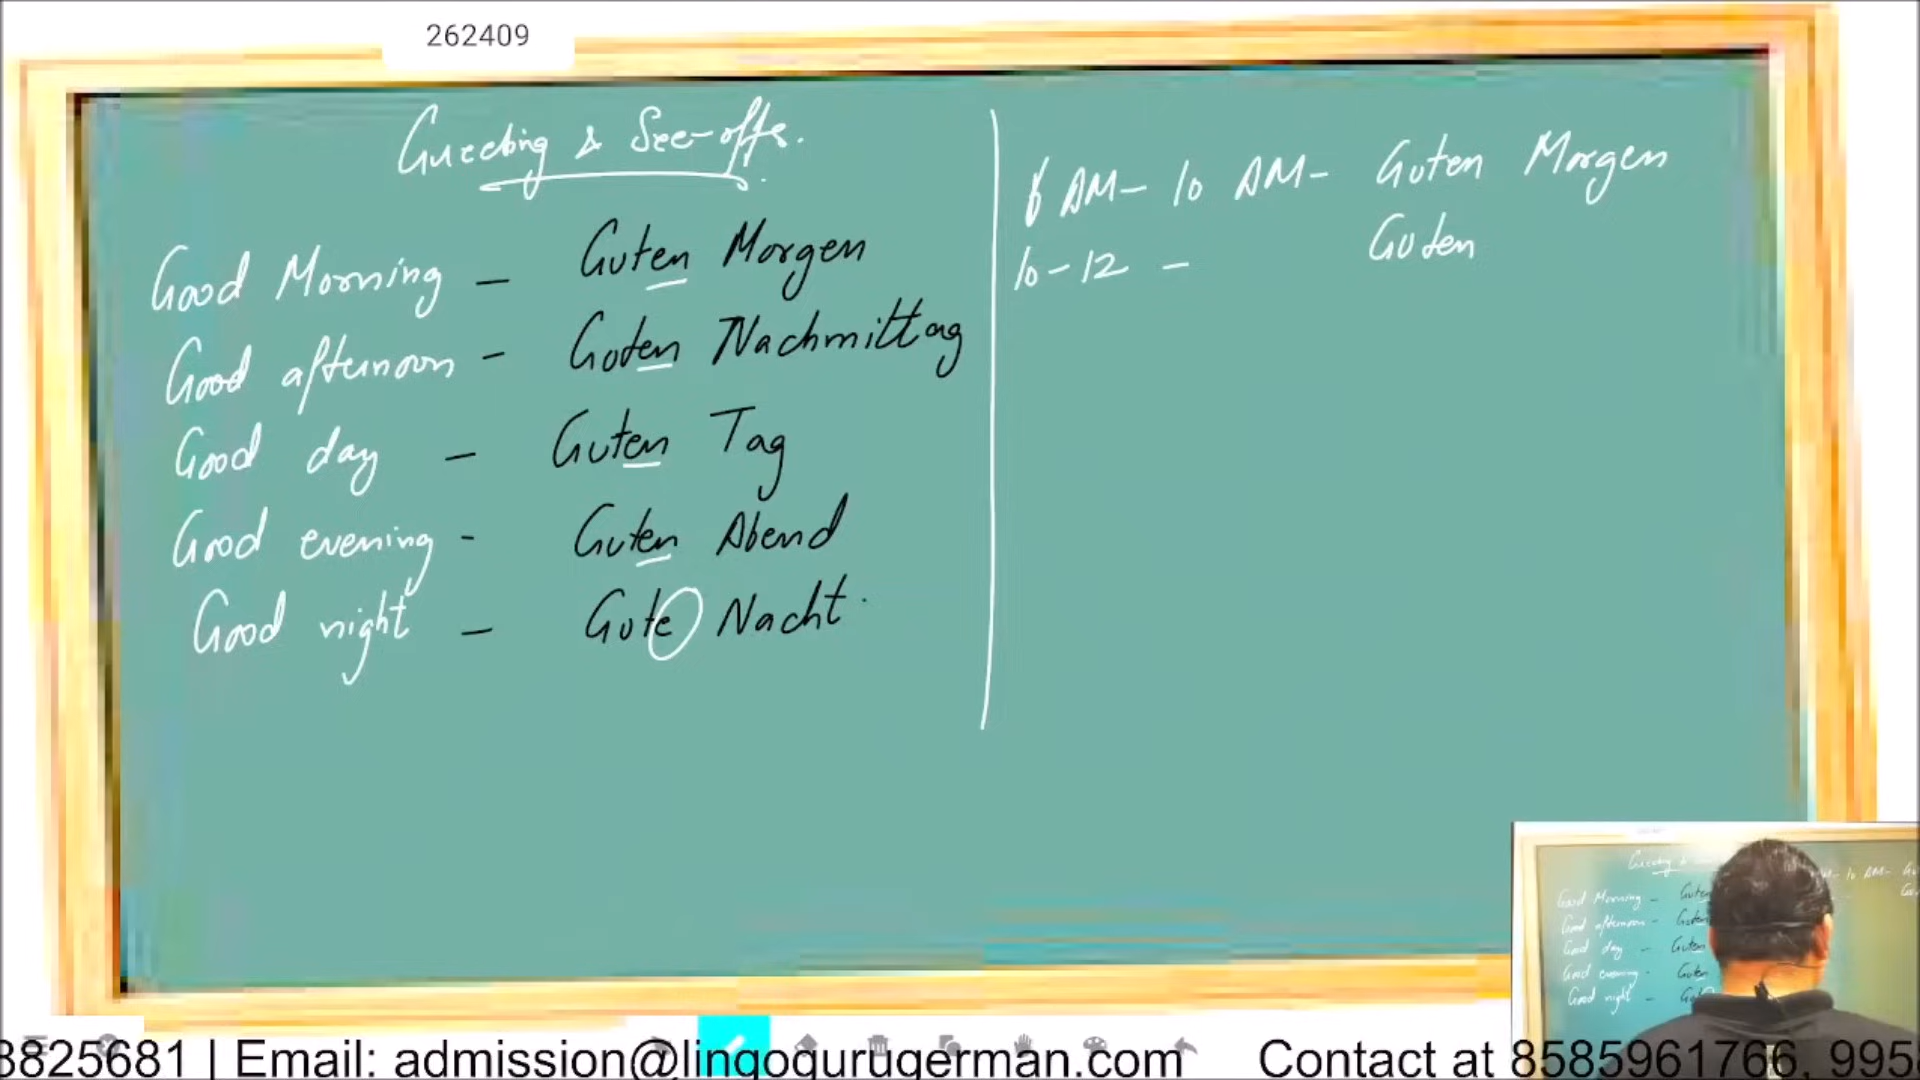 262409
Greeting & See-offs.
Good Morning - Guten Morgen
Good afternoon - Guten Nachmittag
Good day - Guten Tag
Good evening - Guten Abend
Good night - Gute Nacht.
6 AM - 10 AM - Guten Morgen
10-12 - Guten
3825681 | Email: admission@lingogurugerman.com Contact at 8585961766, 995